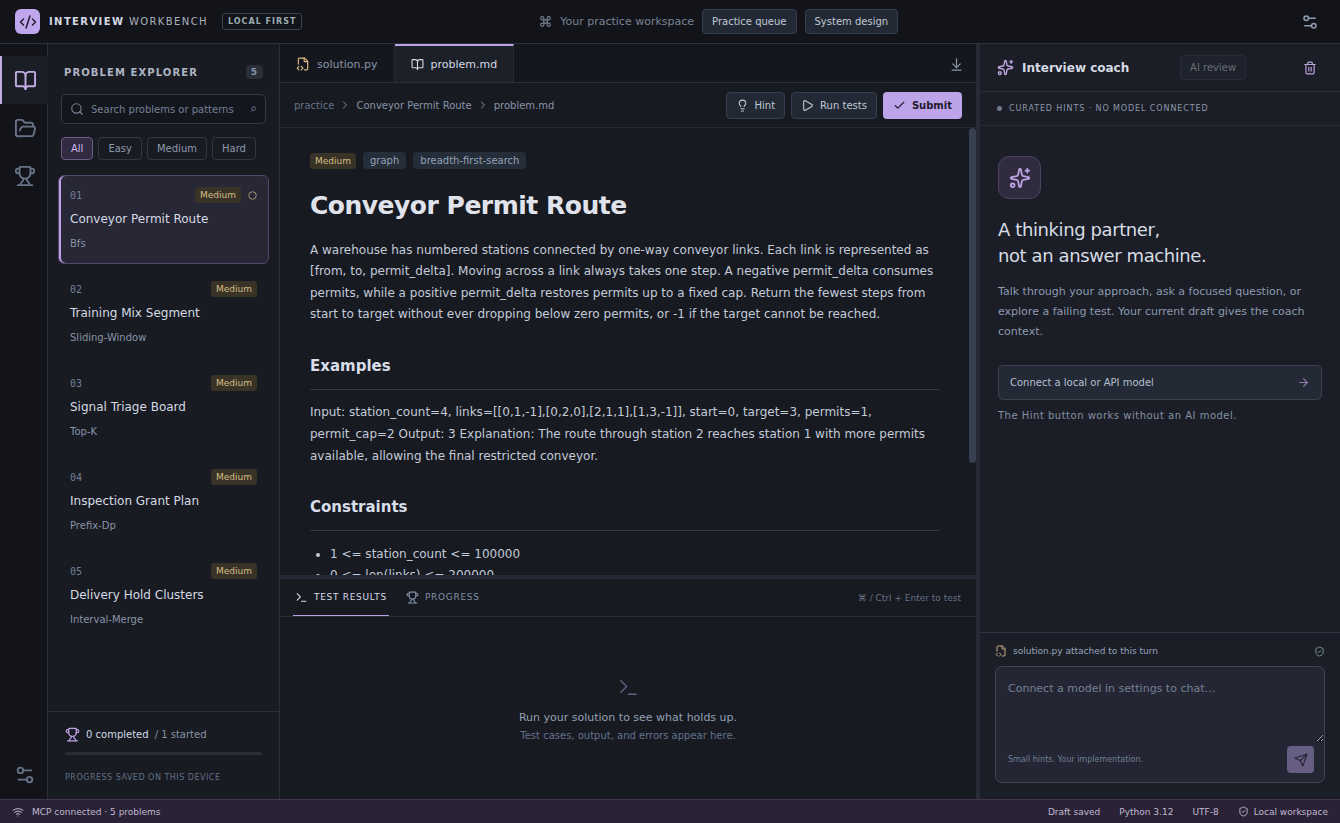 INTERVIEW WORKBENCH LOCAL FIRST
Your practice workspace Practice queue System design
PROBLEM EXPLORER 5
Search problems or patterns
All Easy Medium Hard
01 Medium
Conveyor Permit Route
Bfs
02 Medium
Training Mix Segment
Sliding-Window
03 Medium
Signal Triage Board
Top-K
04 Medium
Inspection Grant Plan
Prefix-Dp
05 Medium
Delivery Hold Clusters
Interval-Merge
0 completed / 1 started
PROGRESS SAVED ON THIS DEVICE
solution.py problem.md
practice > Conveyor Permit Route > problem.md Hint Run tests Submit
Medium graph breadth-first-search
Conveyor Permit Route
A warehouse has numbered stations connected by one-way conveyor links. Each link is represented as
[from, to, permit_delta]. Moving across a link always takes one step. A negative permit_delta consumes
permits, while a positive permit_delta restores permits up to a fixed cap. Return the fewest steps from
start to target without ever dropping below zero permits, or -1 if the target cannot be reached.
Examples
Input: station_count=4, links=[[0,1,-1],[0,2,0],[2,1,1],[1,3,-1]], start=0, target=3, permits=1,
permit_cap=2 Output: 3 Explanation: The route through station 2 reaches station 1 with more permits
available, allowing the final restricted conveyor.
Constraints
• 1 <= station_count <= 100000
• 0 <= len(links) <= 200000
TEST RESULTS PROGRESS ⌘ / Ctrl + Enter to test
Run your solution to see what holds up.
Test cases, output, and errors appear here.
Interview coach AI review
CURATED HINTS · NO MODEL CONNECTED
A thinking partner,
not an answer machine.
Talk through your approach, ask a focused question, or
explore a failing test. Your current draft gives the coach
context.
Connect a local or API model
The Hint button works without an AI model.
solution.py attached to this turn
Connect a model in settings to chat…
Small hints. Your implementation.
MCP connected · 5 problems Draft saved Python 3.12 UTF-8 Local workspace